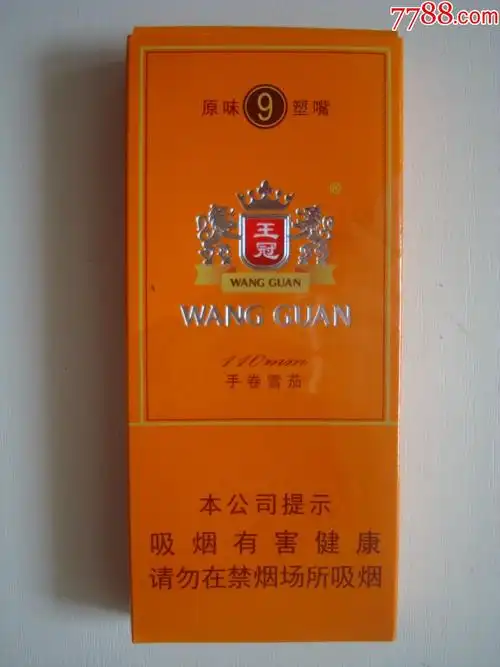 7788.com
原味 9 塑嘴
®
王冠
WANG GUAN
WANG GUAN
110mm
手卷雪茄
本公司提示
吸烟有害健康
请勿在禁烟场所吸烟